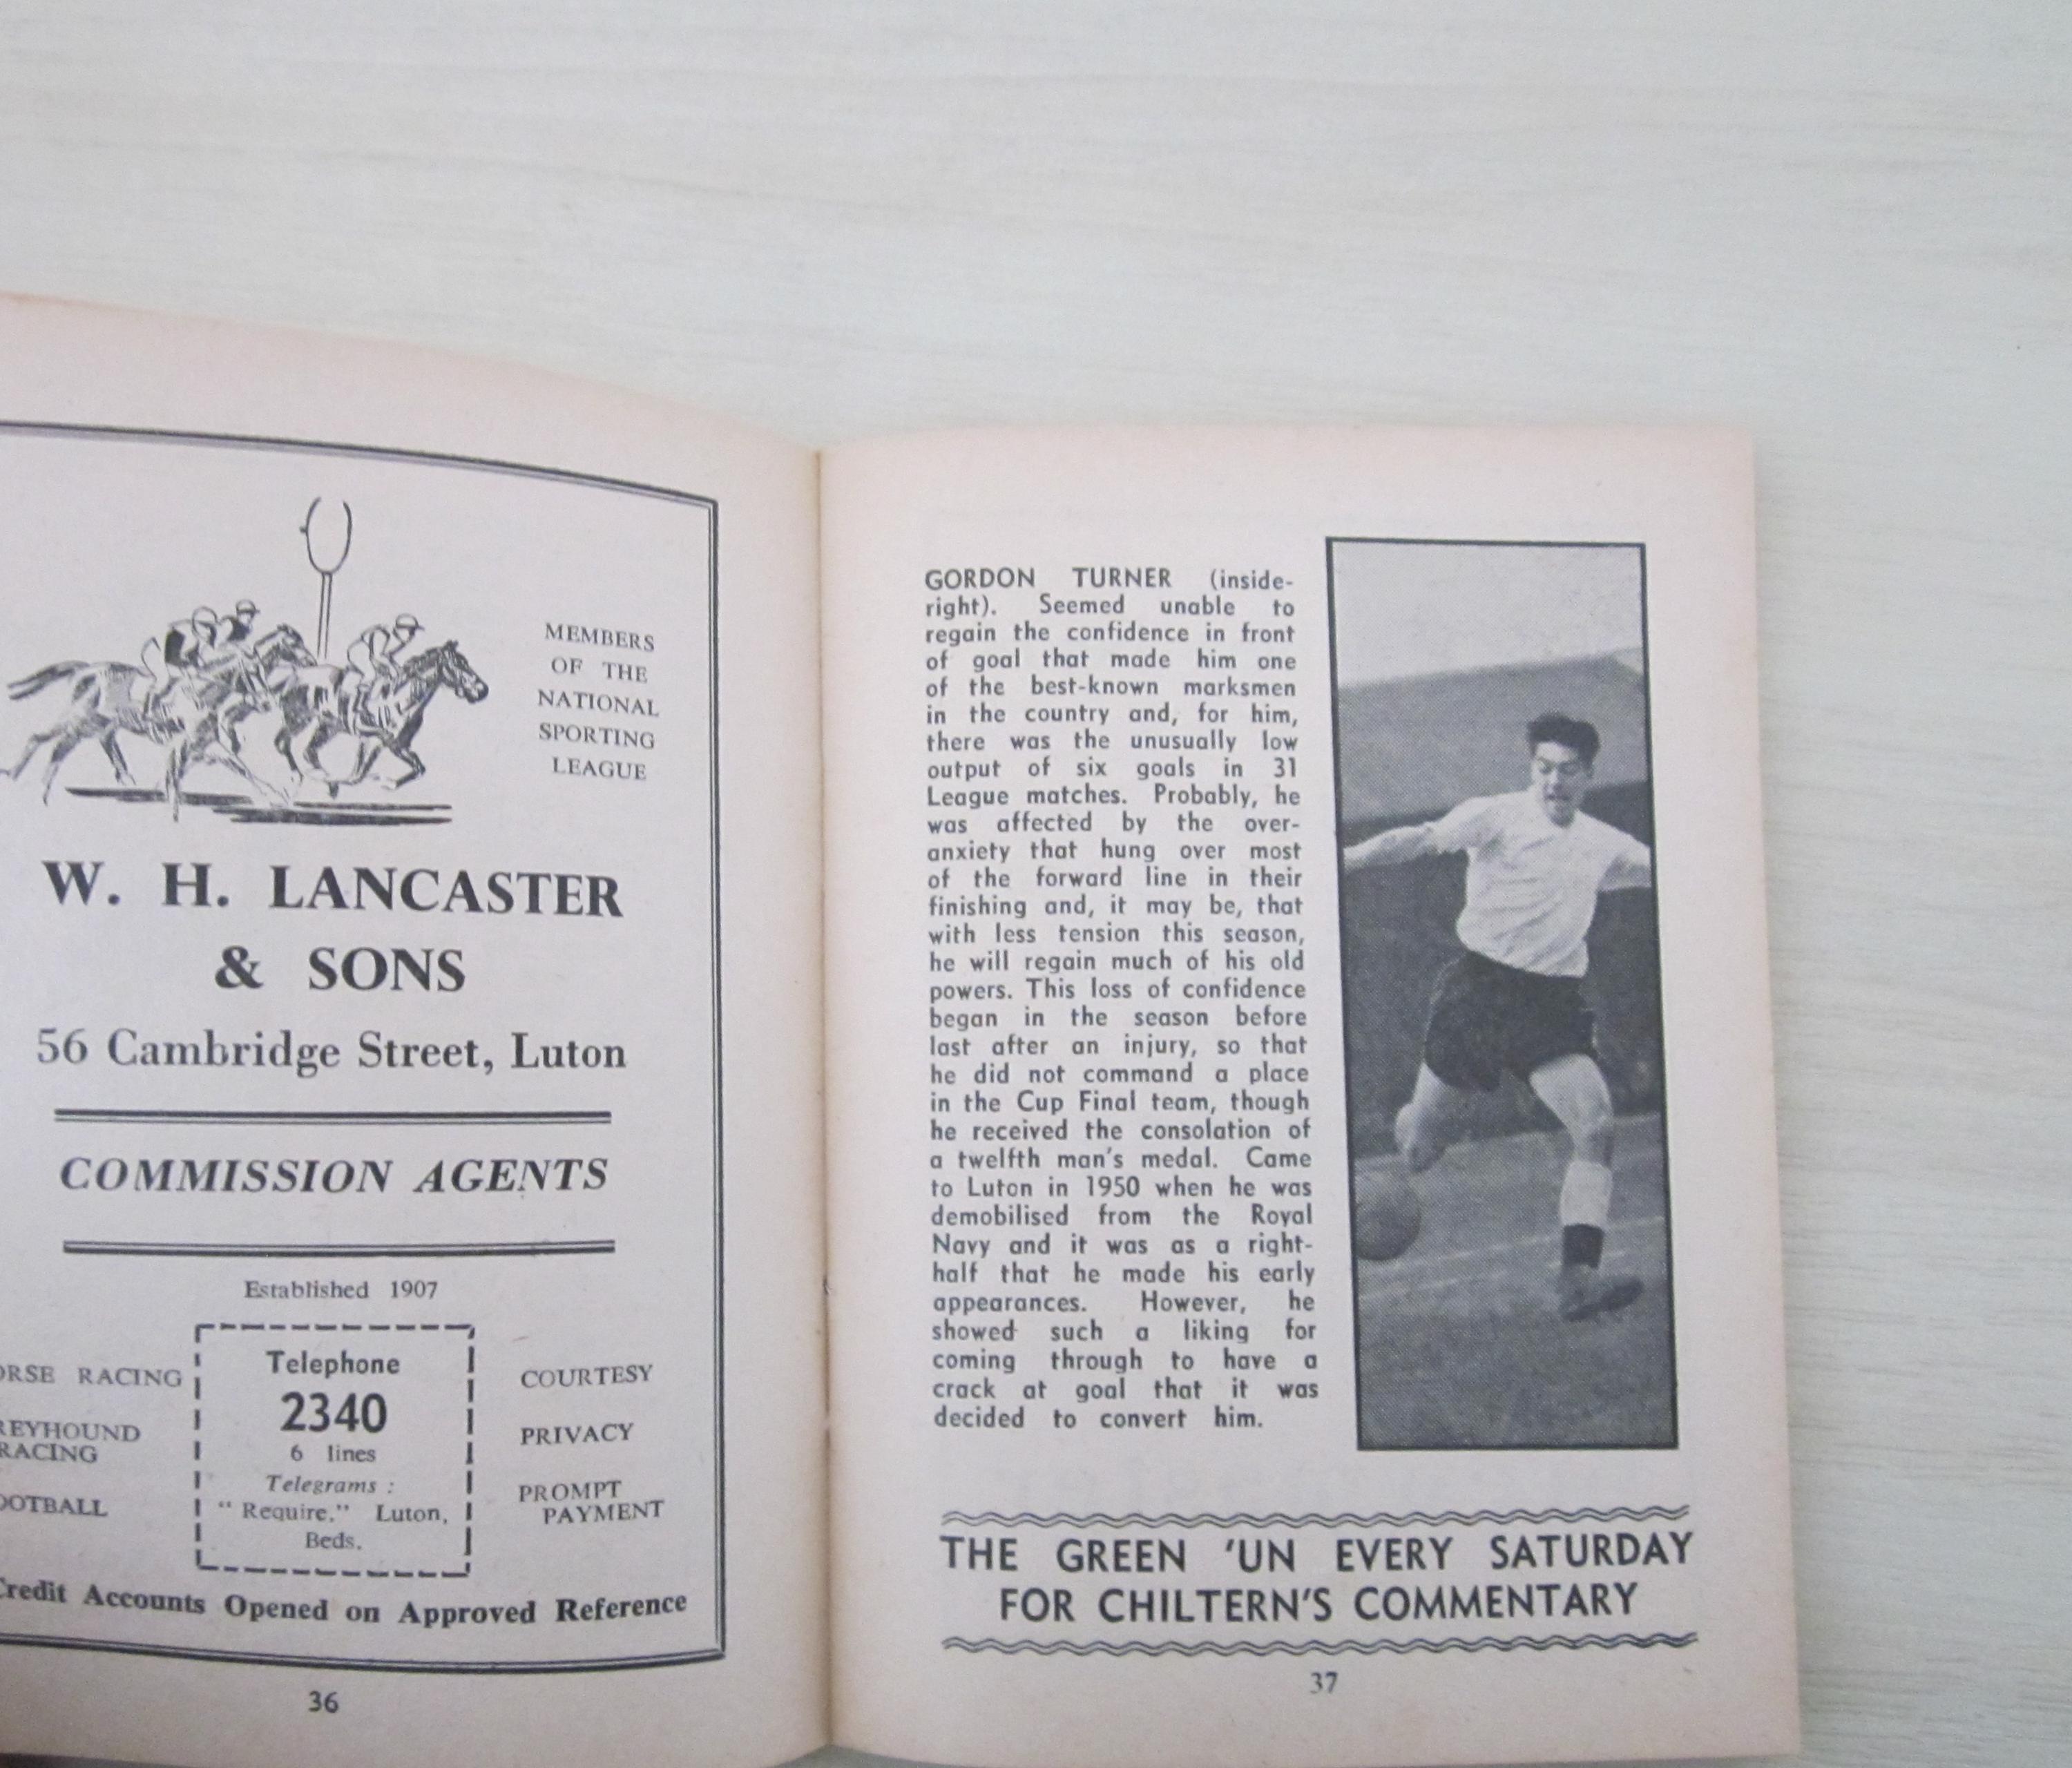 MEMBERS
OF THE
NATIONAL
SPORTING
LEAGUE
W. H. LANCASTER
& SONS
56 Cambridge Street, Luton
COMMISSION AGENTS
Established 1907
ORSE RACING
REYHOUND
RACING
OOTBALL
Telephone
2340
6 lines
Telegrams :
"Require." Luton,
Beds.
COURTESY
PRIVACY
PROMPT
PAYMENT
Credit Accounts Opened on Approved Reference
36
GORDON TURNER (inside-
right). Seemed unable to
regain the confidence in front
of goal that made him one
of the best-known marksmen
in the country and, for him,
there was the unusually low
output of six goals in 31
League matches. Probably, he
was affected by the over-
anxiety that hung over most
of the forward line in their
finishing and, it may be, that
with less tension this season,
he will regain much of his old
powers. This loss of confidence
began in the season before
last after an injury, so that
he did not command a place
in the Cup Final team, though
he received the consolation of
a twelfth man's medal. Came
to Luton in 1950 when he was
demobilised from the Royal
Navy and it was as a right-
half that he made his early
appearances. However, he
showed such a liking for
coming through to have a
crack at goal that it was
decided to convert him.
THE GREEN 'UN EVERY SATURDAY
FOR CHILTERN'S COMMENTARY
37